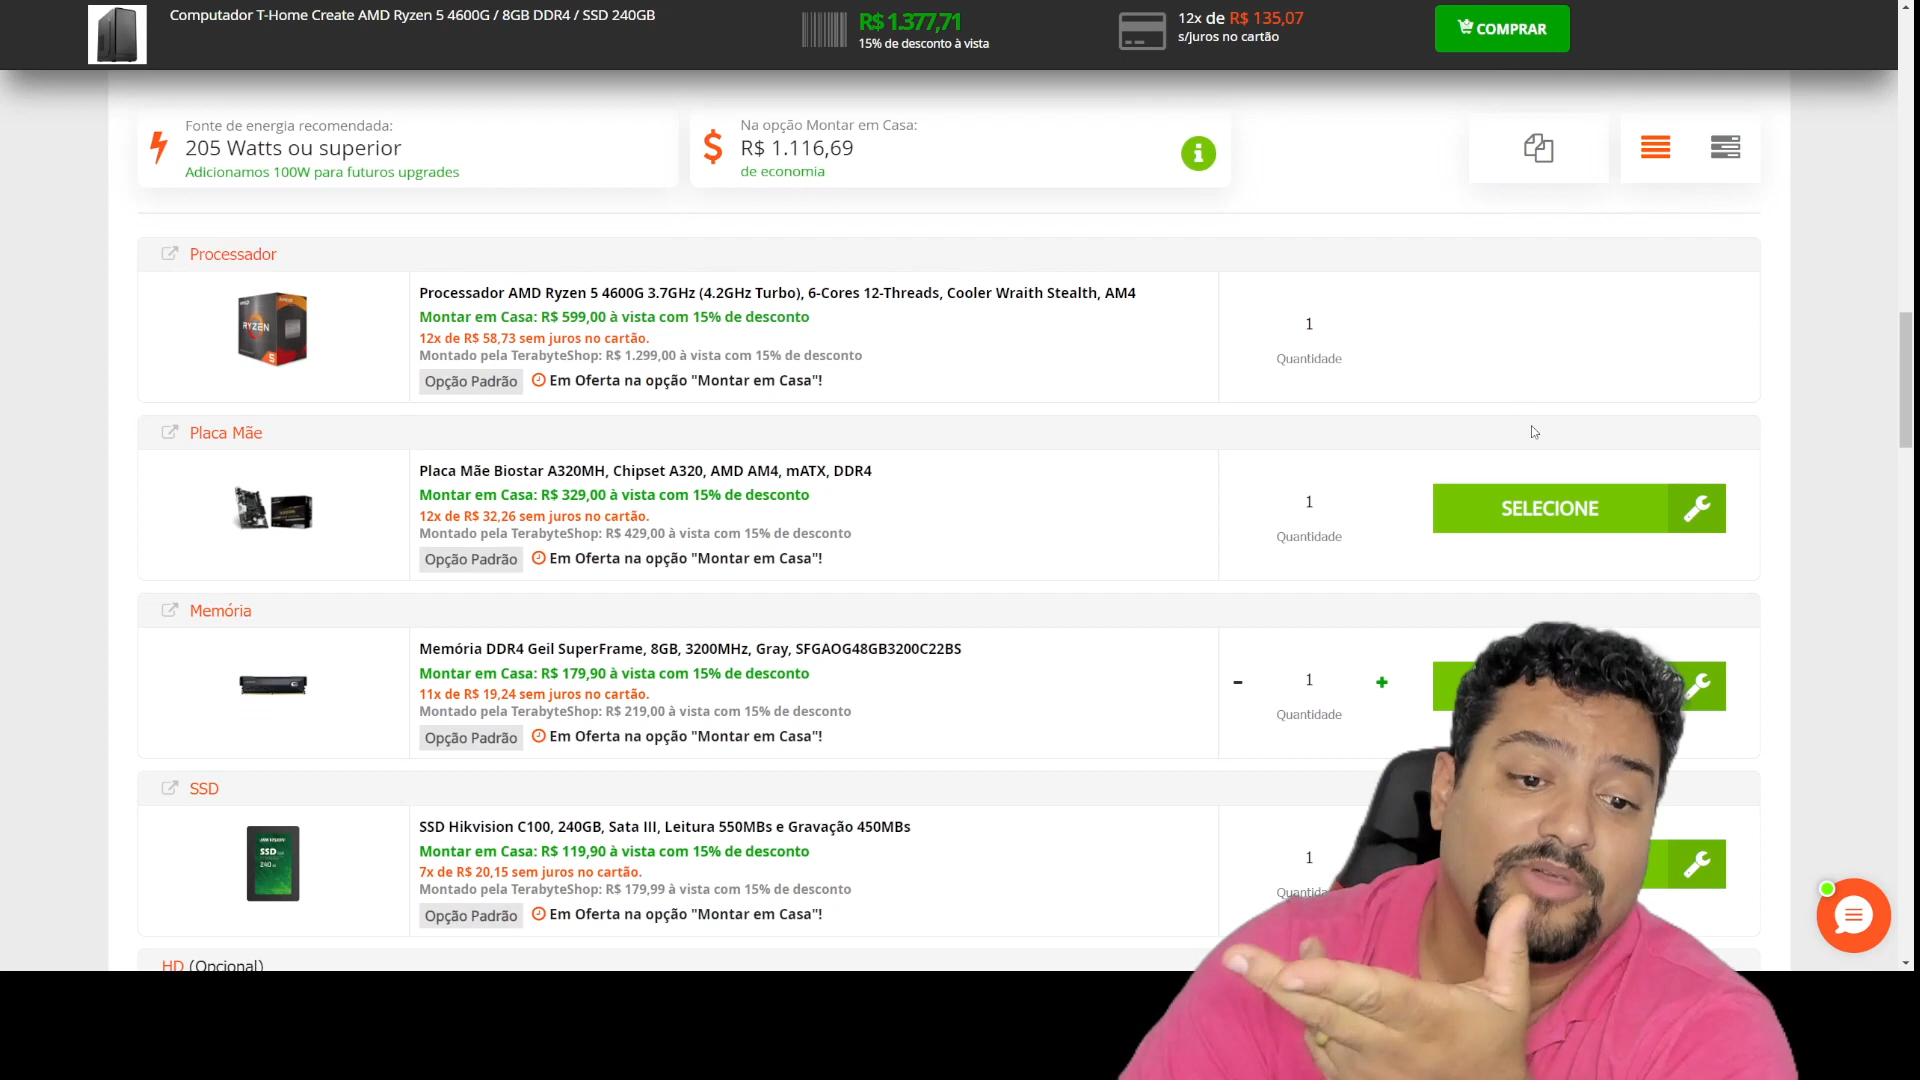 Computador T-Home Create AMD Ryzen 5 4600G / 8GB DDR4 / SSD 240GB
R$ 1.377,71
15% de desconto à vista
12x de R$ 135,07
s/juros no cartão
COMPRAR
Fonte de energia recomendada:
205 Watts ou superior
Adicionamos 100W para futuros upgrades
Na opção Montar em Casa:
R$ 1.116,69
de economia
Processador
Processador AMD Ryzen 5 4600G 3.7GHz (4.2GHz Turbo), 6-Cores 12-Threads, Cooler Wraith Stealth, AM4
Montar em Casa: R$ 599,00 à vista com 15% de desconto
12x de R$ 58,73 sem juros no cartão.
Montado pela TerabyteShop: R$ 1.299,00 à vista com 15% de desconto
Opção Padrão Em Oferta na opção "Montar em Casa"!
1
Quantidade
RYZEN
5
Placa Mãe
Placa Mãe Biostar A320MH, Chipset A320, AMD AM4, mATX, DDR4
Montar em Casa: R$ 329,00 à vista com 15% de desconto
12x de R$ 32,26 sem juros no cartão.
Montado pela TerabyteShop: R$ 429,00 à vista com 15% de desconto
Opção Padrão Em Oferta na opção "Montar em Casa"!
1
Quantidade
SELECIONE
Memória
Memória DDR4 Geil SuperFrame, 8GB, 3200MHz, Gray, SFGAOG48GB3200C22BS
Montar em Casa: R$ 179,90 à vista com 15% de desconto
11x de R$ 19,24 sem juros no cartão.
Montado pela TerabyteShop: R$ 219,00 à vista com 15% de desconto
Opção Padrão Em Oferta na opção "Montar em Casa"!
- 1 +
Quantidade
SSD
SSD Hikvision C100, 240GB, Sata III, Leitura 550MBs e Gravação 450MBs
Montar em Casa: R$ 119,90 à vista com 15% de desconto
7x de R$ 20,15 sem juros no cartão.
Montado pela TerabyteShop: R$ 179,99 à vista com 15% de desconto
Opção Padrão Em Oferta na opção "Montar em Casa"!
1
Quantida
SSD
240
HD (Opcional)